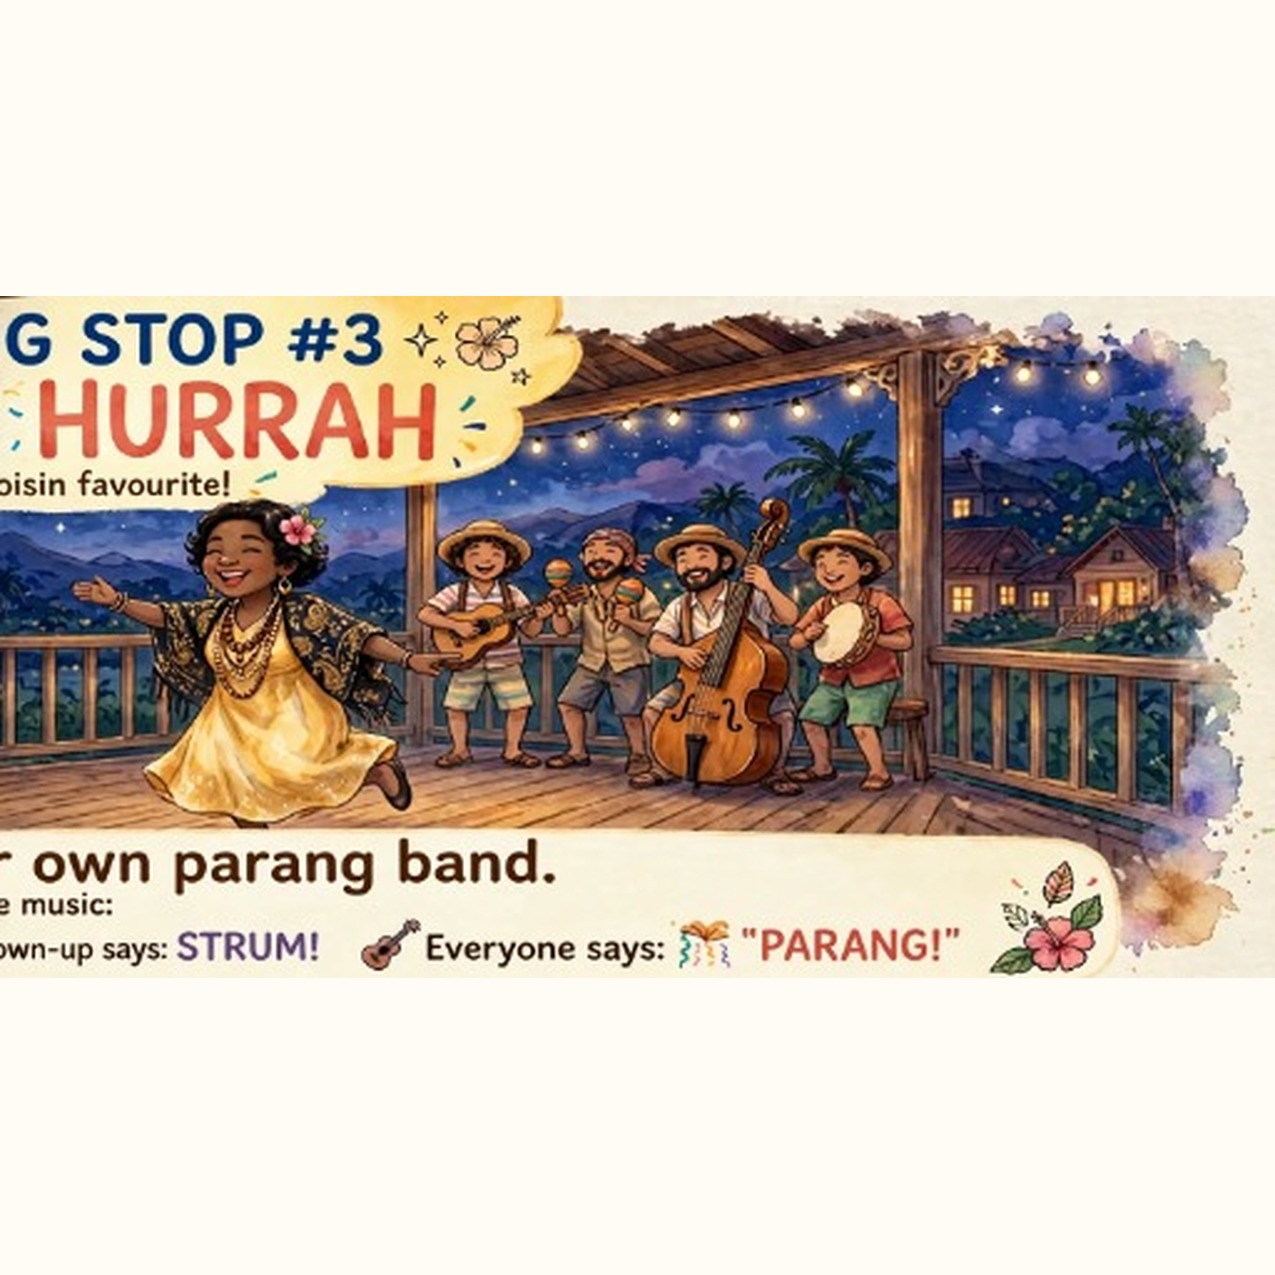 G STOP #3
HURRAH
oisin favourite!
r own parang band.
e music:
own-up says: STRUM! Everyone says: "PARANG!"